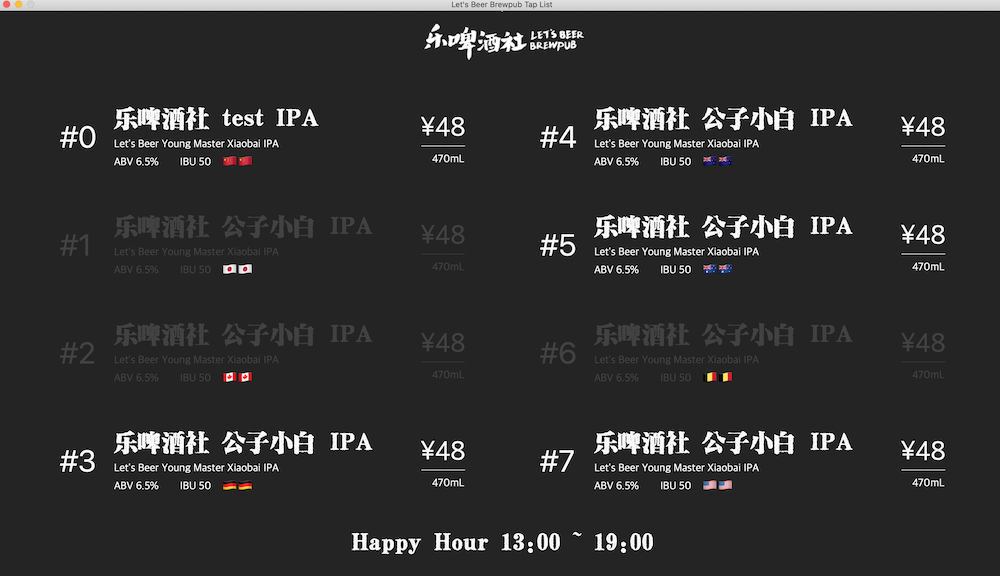 Let's Beer Brewpub Tap List
乐啤酒社 LET'S BEER
BREWPUB
#0
乐啤酒社 test IPA
Let's Beer Young Master Xiaobai IPA
ABV 6.5% IBU 50 🇨🇳🇨🇳
¥48
470mL
#1
乐啤酒社 公子小白 IPA
Let's Beer Young Master Xiaobai IPA
ABV 6.5% IBU 50 🇯🇵🇯🇵
¥48
470mL
#2
乐啤酒社 公子小白 IPA
Let's Beer Young Master Xiaobai IPA
ABV 6.5% IBU 50 🇨🇦🇨🇦
¥48
470mL
#3
乐啤酒社 公子小白 IPA
Let's Beer Young Master Xiaobai IPA
ABV 6.5% IBU 50 🇩🇪🇩🇪
¥48
470mL
#4
乐啤酒社 公子小白 IPA
Let's Beer Young Master Xiaobai IPA
ABV 6.5% IBU 50 🇳🇿🇳🇿
¥48
470mL
#5
乐啤酒社 公子小白 IPA
Let's Beer Young Master Xiaobai IPA
ABV 6.5% IBU 50 🇦🇺🇦🇺
¥48
470mL
#6
乐啤酒社 公子小白 IPA
Let's Beer Young Master Xiaobai IPA
ABV 6.5% IBU 50 🇧🇪🇧🇪
¥48
470mL
#7
乐啤酒社 公子小白 IPA
Let's Beer Young Master Xiaobai IPA
ABV 6.5% IBU 50 🇺🇸🇺🇸
¥48
470mL
Happy Hour 13:00 ~ 19:00